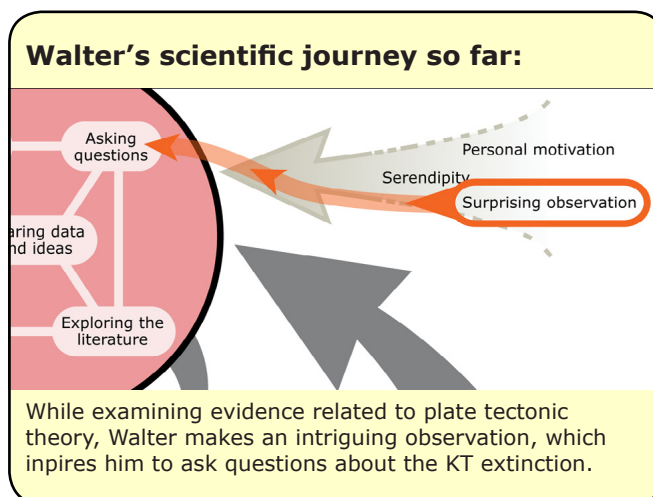 Walter’s scientific journey so far:
Asking
questions
Personal motivation
Serendipity
Surprising observation
aring data
nd ideas
Exploring the
literature
While examining evidence related to plate tectonic
theory, Walter makes an intriguing observation, which
inpires him to ask questions about the KT extinction.